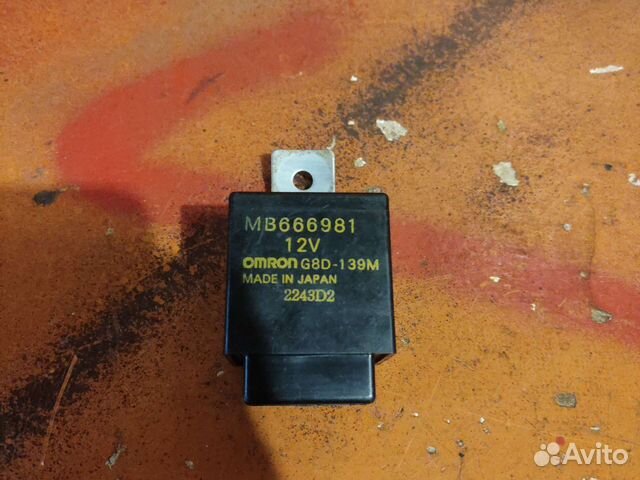 MB666981
12V
OMRON G8D-139M
MADE IN JAPAN
2243D2
Avito